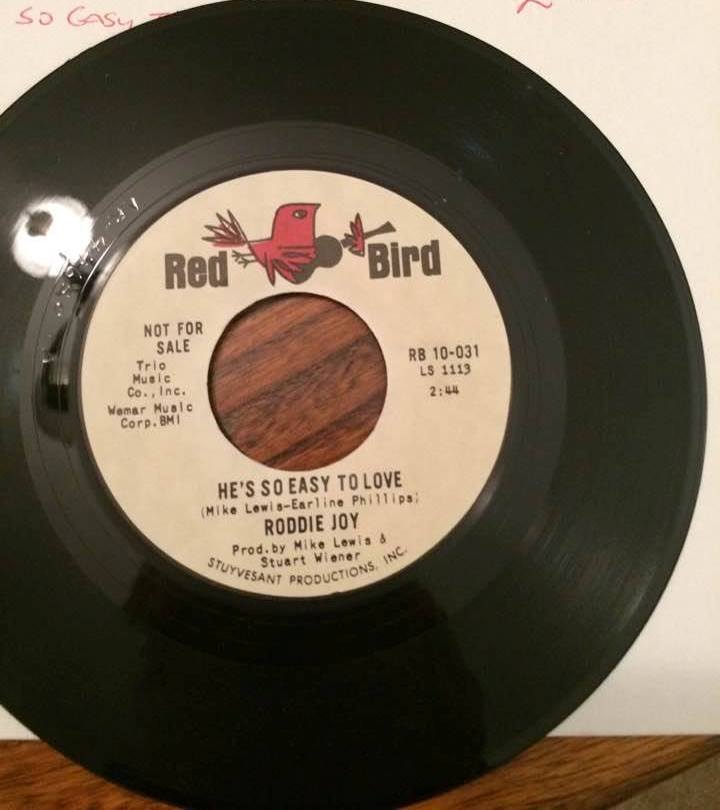 SO EASY
Red Bird
NOT FOR
SALE
Trio
Music
Co.,Inc.
Wemar Music
Corp.BMI
RB 10-031
LS 1113
2:44
HE'S SO EASY TO LOVE
(Mike Lewis-Earline Phillips)
RODDIE JOY
Prod.by Mike Lewis &
Stuart Wiener
STUYVESANT PRODUCTIONS, INC.